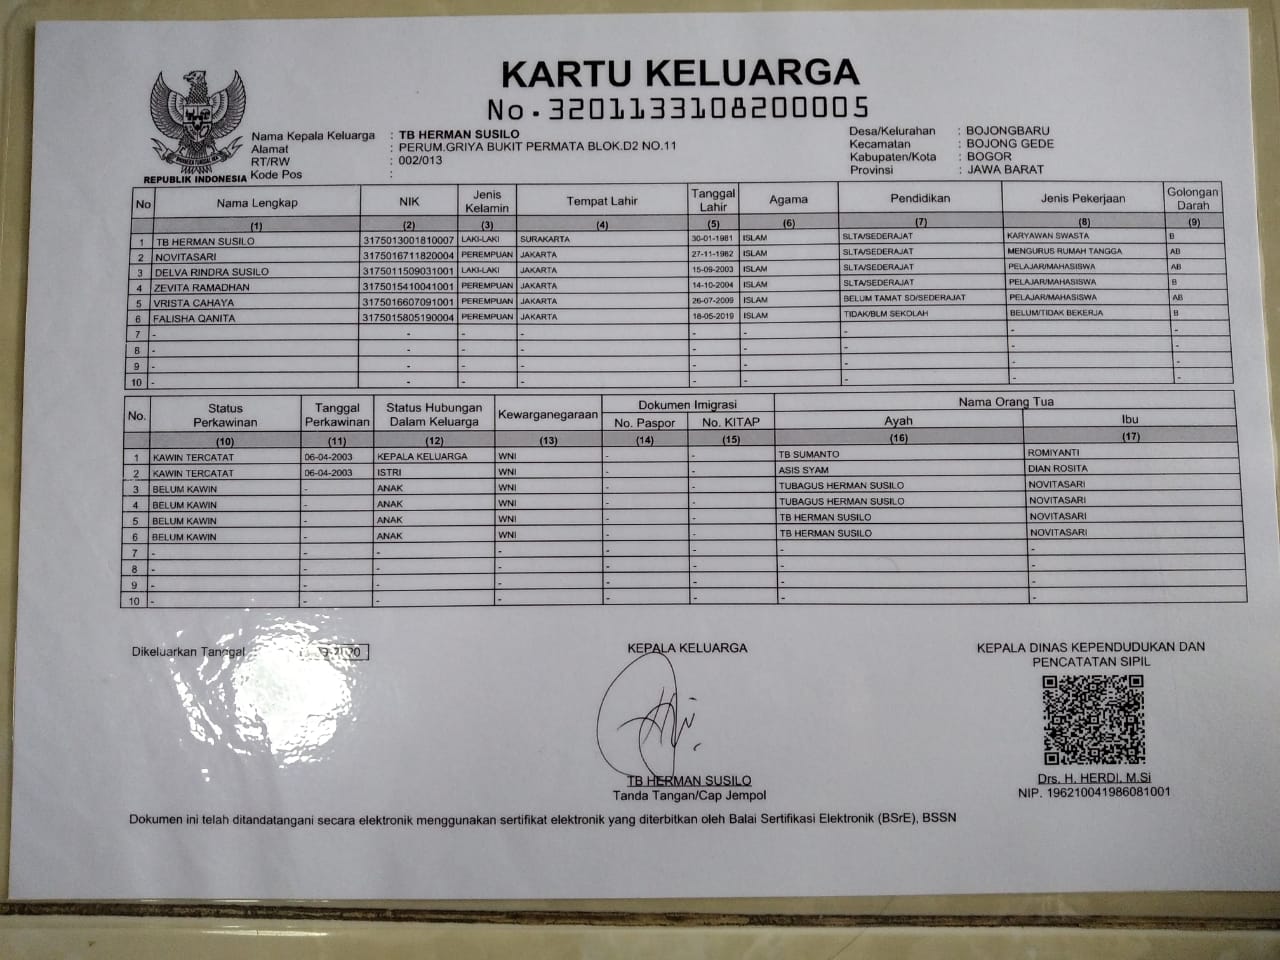 KARTU KELUARGA
No. 3201133108200005
REPUBLIK INDONESIA
Nama Kepala Keluarga : TB HERMAN SUSILO
Alamat : PERUM.GRIYA BUKIT PERMATA BLOK.D2 NO.11
RT/RW : 002/013
Kode Pos :
Desa/Kelurahan : BOJONGBARU
Kecamatan : BOJONG GEDE
Kabupaten/Kota : BOGOR
Provinsi : JAWA BARAT
No Nama Lengkap NIK Jenis Kelamin Tempat Lahir Tanggal Lahir Agama Pendidikan Jenis Pekerjaan Golongan Darah
(1) (2) (3) (4) (5) (6) (7) (8) (9)
1 TB HERMAN SUSILO 3175013001810007 LAKI-LAKI SURAKARTA 30-01-1981 ISLAM SLTA/SEDERAJAT KARYAWAN SWASTA B
2 NOVITASARI 3175016711820004 PEREMPUAN JAKARTA 27-11-1982 ISLAM SLTA/SEDERAJAT MENGURUS RUMAH TANGGA AB
3 DELVA RINDRA SUSILO 3175011509031001 LAKI-LAKI JAKARTA 15-09-2003 ISLAM SLTA/SEDERAJAT PELAJAR/MAHASISWA AB
4 ZEVITA RAMADHAN 3175015410041001 PEREMPUAN JAKARTA 14-10-2004 ISLAM SLTA/SEDERAJAT PELAJAR/MAHASISWA B
5 VRISTA CAHAYA 3175016607091001 PEREMPUAN JAKARTA 26-07-2009 ISLAM BELUM TAMAT SD/SEDERAJAT PELAJAR/MAHASISWA AB
6 FALISHA QANITA 3175015805190004 PEREMPUAN JAKARTA 18-05-2019 ISLAM TIDAK/BLM SEKOLAH BELUM/TIDAK BEKERJA B
7 - - - - - - - - -
8 - - - - - - - - -
9 - - - - - - - - -
10 - - - - - - - - -
No. Status Perkawinan Tanggal Perkawinan Status Hubungan Dalam Keluarga Kewarganegaraan Dokumen Imigrasi Nama Orang Tua
No. Paspor No. KITAP Ayah Ibu
(10) (11) (12) (13) (14) (15) (16) (17)
1 KAWIN TERCATAT 06-04-2003 KEPALA KELUARGA WNI - - TB SUMANTO ROMIYANTI
2 KAWIN TERCATAT 06-04-2003 ISTRI WNI - - ASIS SYAM DIAN ROSITA
3 BELUM KAWIN - ANAK WNI - - TUBAGUS HERMAN SUSILO NOVITASARI
4 BELUM KAWIN - ANAK WNI - - TUBAGUS HERMAN SUSILO NOVITASARI
5 BELUM KAWIN - ANAK WNI - - TB HERMAN SUSILO NOVITASARI
6 BELUM KAWIN - ANAK WNI - - TB HERMAN SUSILO NOVITASARI
7 - - - - - - - -
8 - - - - - - - -
9 - - - - - - - -
10 - - - - - - - -
Dikeluarkan Tanggal
KEPALA KELUARGA
TB HERMAN SUSILO
Tanda Tangan/Cap Jempol
KEPALA DINAS KEPENDUDUKAN DAN
PENCATATAN SIPIL
Drs. H. HERDI, M.Si
NIP. 196210041986081001
Dokumen ini telah ditandatangani secara elektronik menggunakan sertifikat elektronik yang diterbitkan oleh Balai Sertifikasi Elektronik (BSrE), BSSN